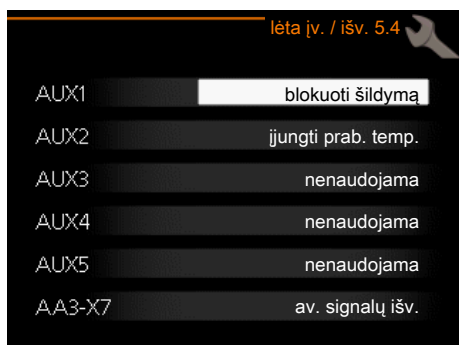 lėta įv. / išv. 5.4
AUX1 blokuoti šildymą
AUX2 įjungti prab. temp.
AUX3 nenaudojama
AUX4 nenaudojama
AUX5 nenaudojama
AA3-X7 av. signalų išv.